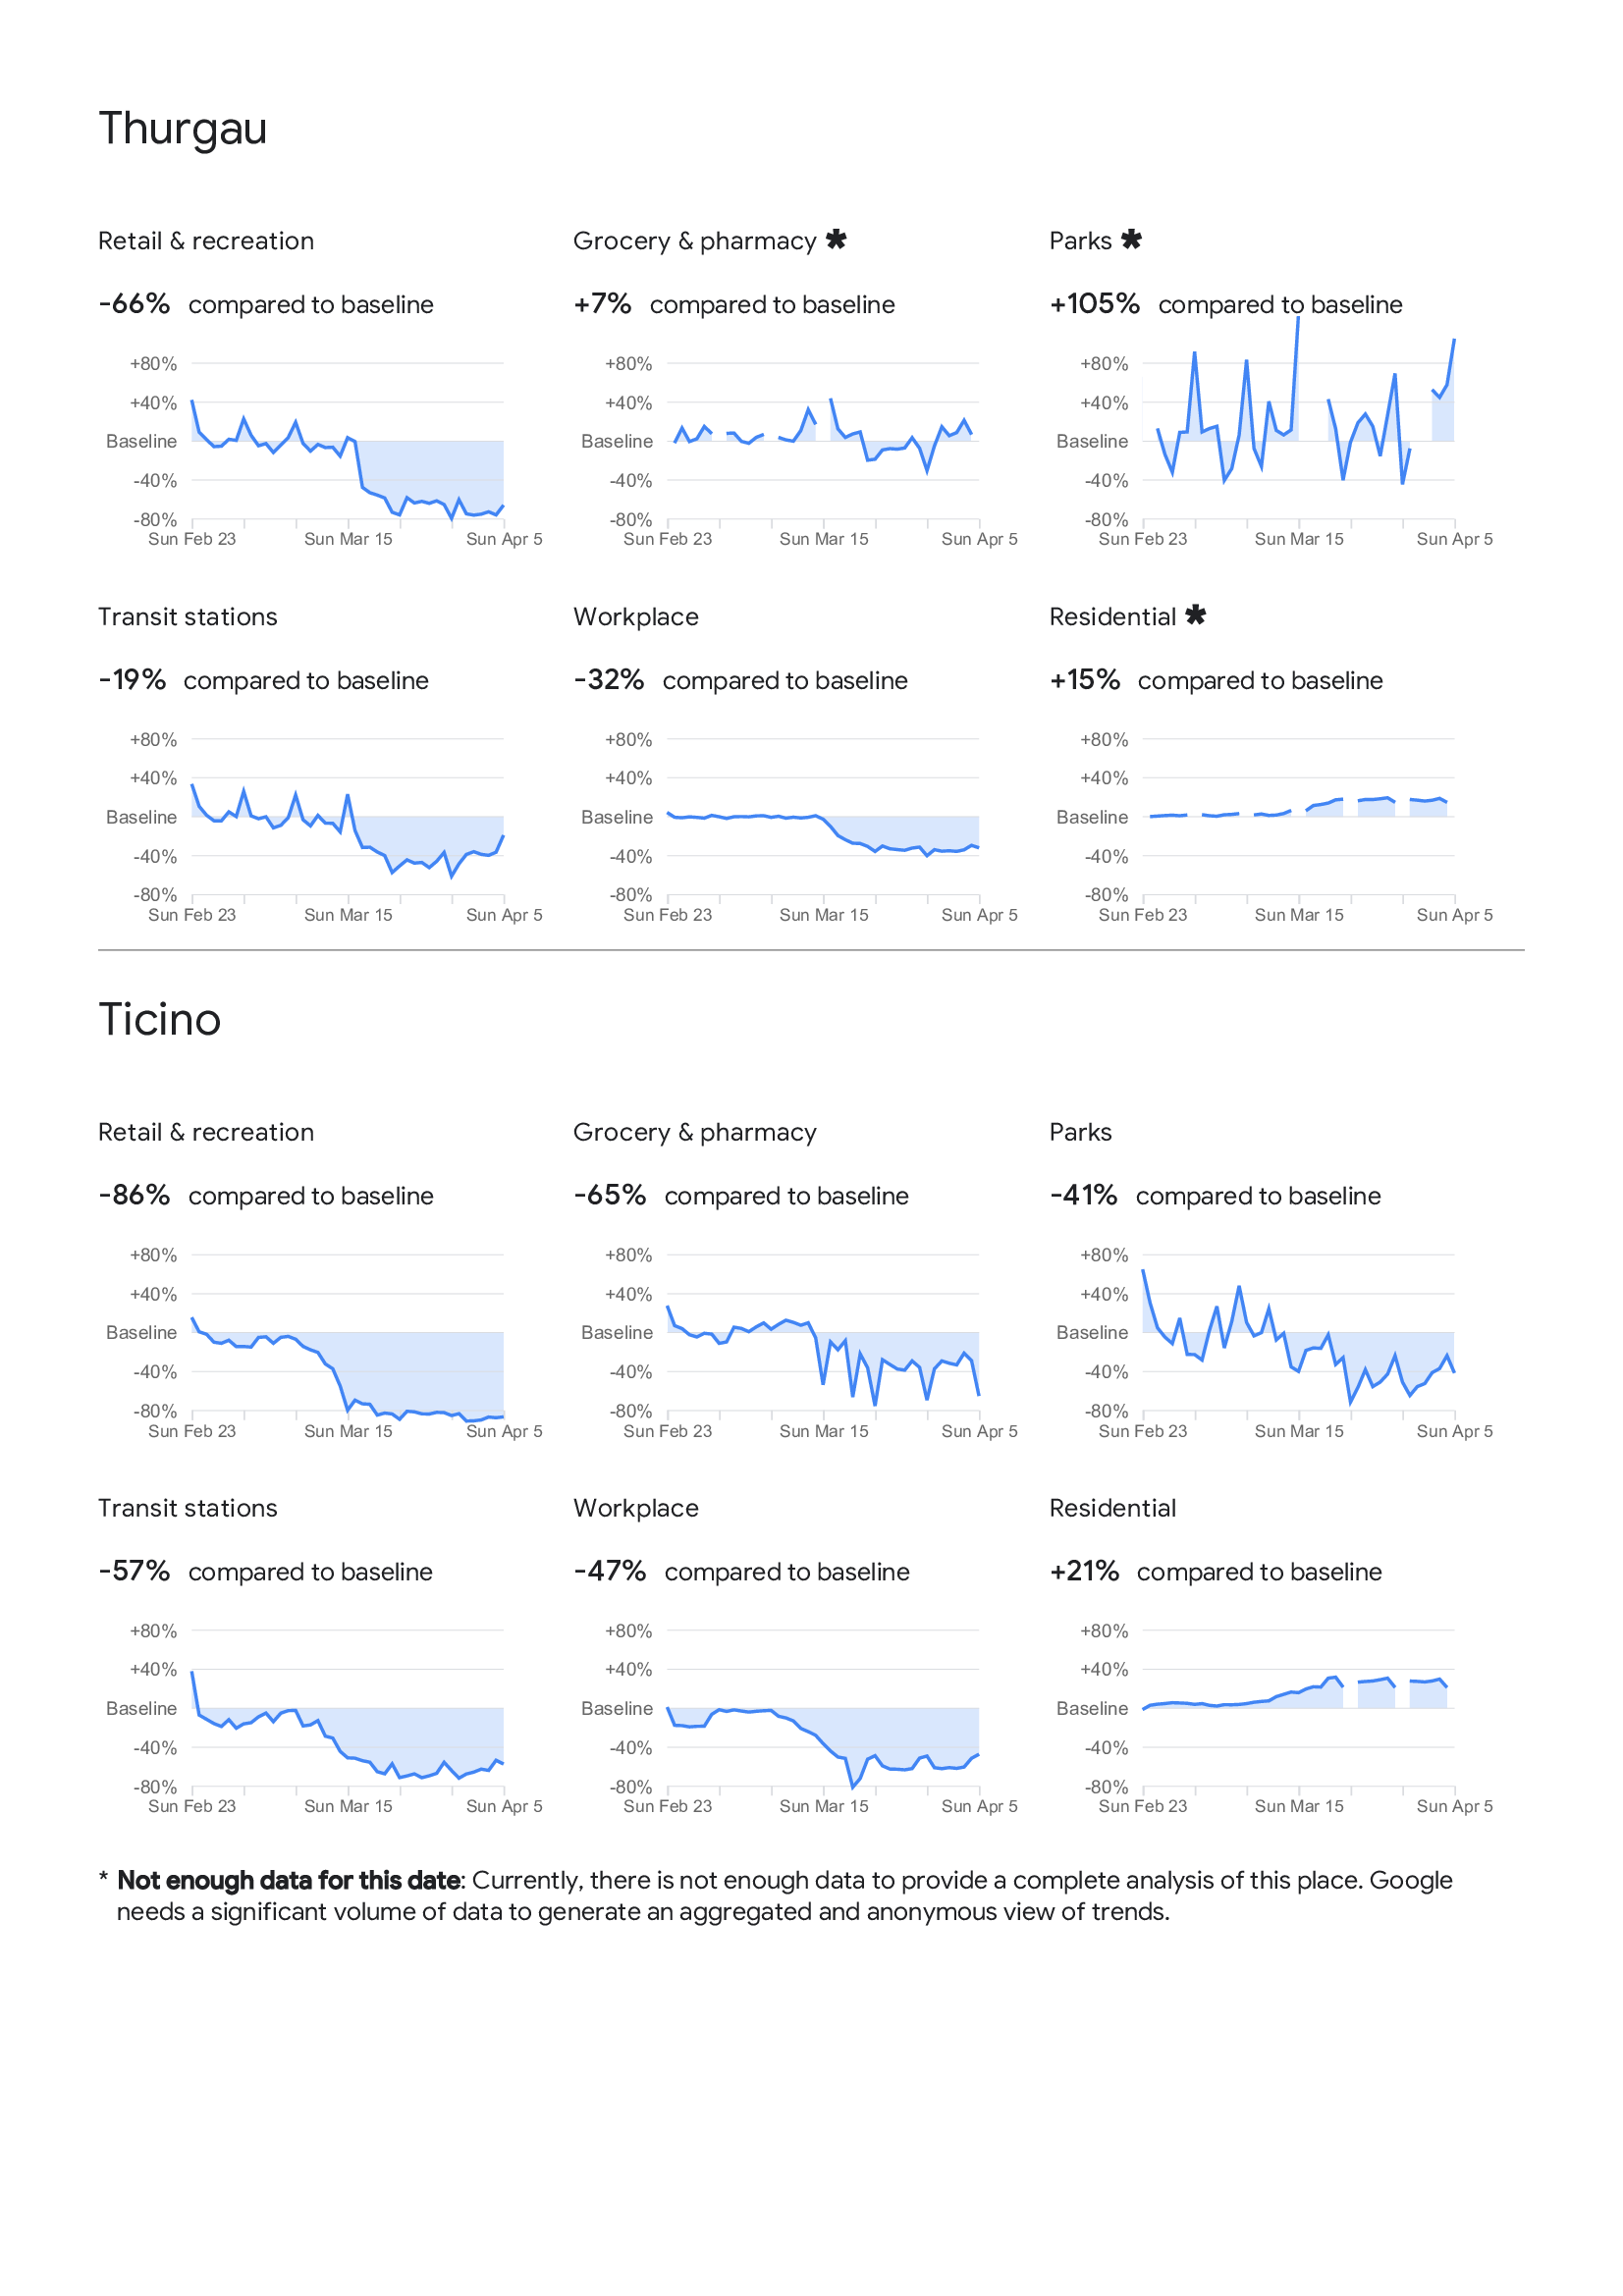 Thurgau
Retail & recreation
-66% compared to baseline
+80%
+40%
Baseline
-40%
-80%
Sun Feb 23 Sun Mar 15 Sun Apr 5
Grocery & pharmacy *
+7% compared to baseline
+80%
+40%
Baseline
-40%
-80%
Sun Feb 23 Sun Mar 15 Sun Apr 5
Parks *
+105% compared to baseline
+80%
+40%
Baseline
-40%
-80%
Sun Feb 23 Sun Mar 15 Sun Apr 5
Transit stations
-19% compared to baseline
+80%
+40%
Baseline
-40%
-80%
Sun Feb 23 Sun Mar 15 Sun Apr 5
Workplace
-32% compared to baseline
+80%
+40%
Baseline
-40%
-80%
Sun Feb 23 Sun Mar 15 Sun Apr 5
Residential *
+15% compared to baseline
+80%
+40%
Baseline
-40%
-80%
Sun Feb 23 Sun Mar 15 Sun Apr 5
Ticino
Retail & recreation
-86% compared to baseline
+80%
+40%
Baseline
-40%
-80%
Sun Feb 23 Sun Mar 15 Sun Apr 5
Grocery & pharmacy
-65% compared to baseline
+80%
+40%
Baseline
-40%
-80%
Sun Feb 23 Sun Mar 15 Sun Apr 5
Parks
-41% compared to baseline
+80%
+40%
Baseline
-40%
-80%
Sun Feb 23 Sun Mar 15 Sun Apr 5
Transit stations
-57% compared to baseline
+80%
+40%
Baseline
-40%
-80%
Sun Feb 23 Sun Mar 15 Sun Apr 5
Workplace
-47% compared to baseline
+80%
+40%
Baseline
-40%
-80%
Sun Feb 23 Sun Mar 15 Sun Apr 5
Residential
+21% compared to baseline
+80%
+40%
Baseline
-40%
-80%
Sun Feb 23 Sun Mar 15 Sun Apr 5
* Not enough data for this date: Currently, there is not enough data to provide a complete analysis of this place. Google
needs a significant volume of data to generate an aggregated and anonymous view of trends.